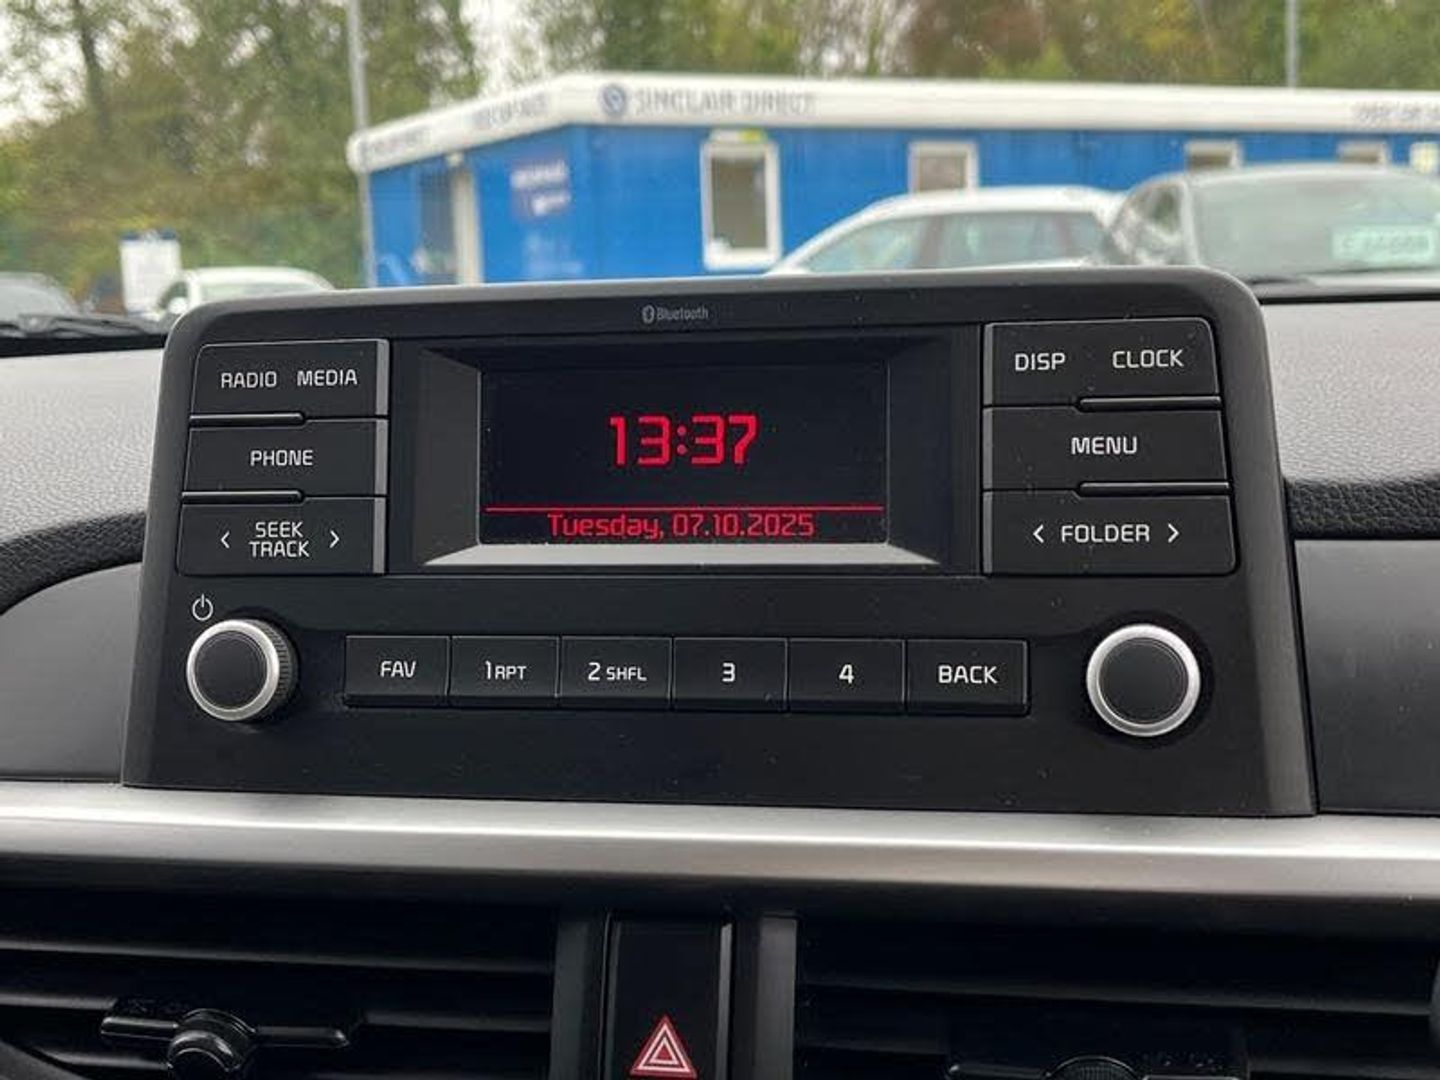 SINCLAIR DIRECT
Bluetooth
RADIO MEDIA
DISP CLOCK
13:37
PHONE
MENU
Tuesday, 07.10.2025
< SEEK >
TRACK
< FOLDER >
FAV 1 RPT 2 SHFL 3 4 BACK